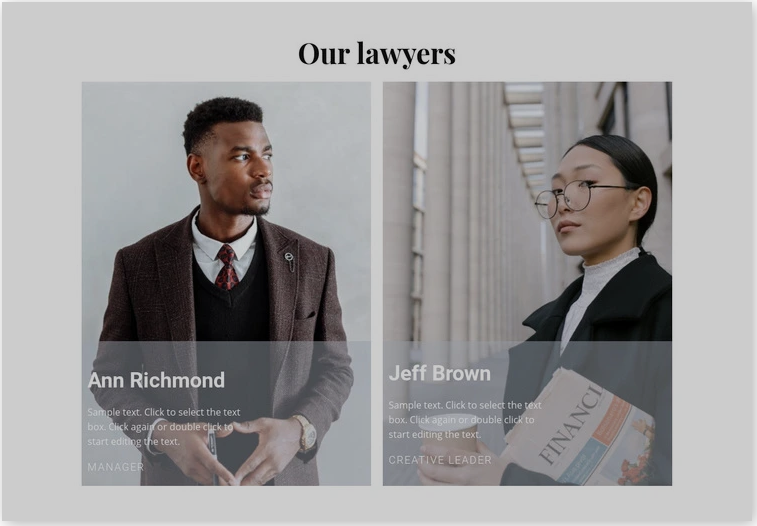 Our lawyers
Ann Richmond
Sample text. Click to select the text
box. Click again or double click to
start editing the text.
MANAGER
Jeff Brown
Sample text. Click to select the text
box. Click again or double click to
start editing the text.
CREATIVE LEADER
FINANCI